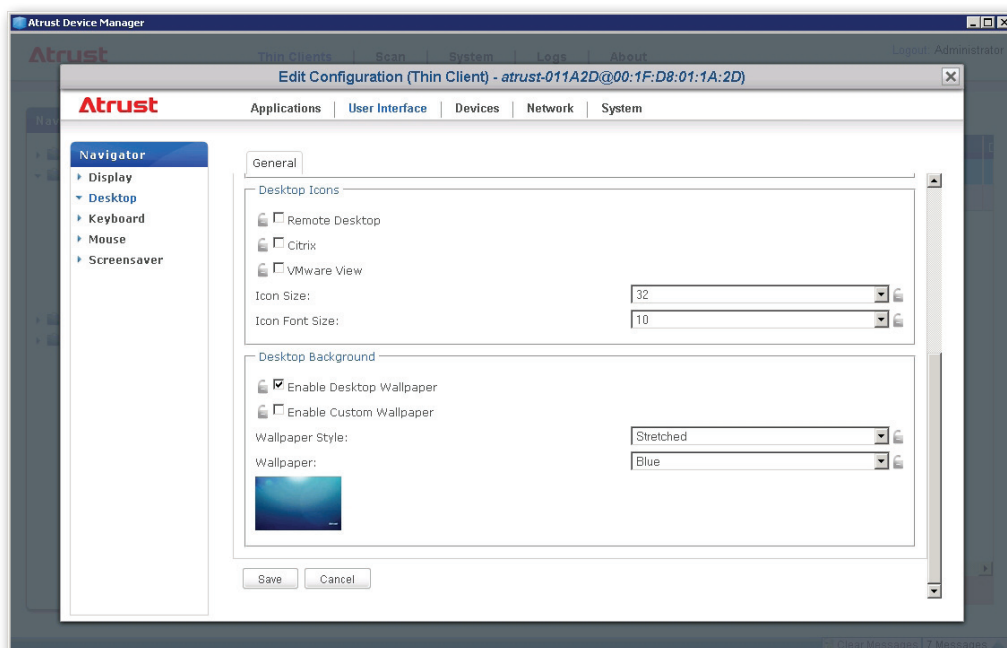 Atrust Device Manager
Atrust
Thin Clients | Scan | System | Logs | About
Logout: Administrator
Edit Configuration (Thin Client) - atrust-011A2D@00:1F:D8:01:1A:2D)
Atrust
Applications | User Interface | Devices | Network | System
Nav
Navigator
Display
Desktop
Keyboard
Mouse
Screensaver
General
Desktop Icons
Remote Desktop
Citrix
VMware View
Icon Size: 32
Icon Font Size: 10
Desktop Background
Enable Desktop Wallpaper
Enable Custom Wallpaper
Wallpaper Style: Stretched
Wallpaper: Blue
Save Cancel
Clear Messages | 7 Messages